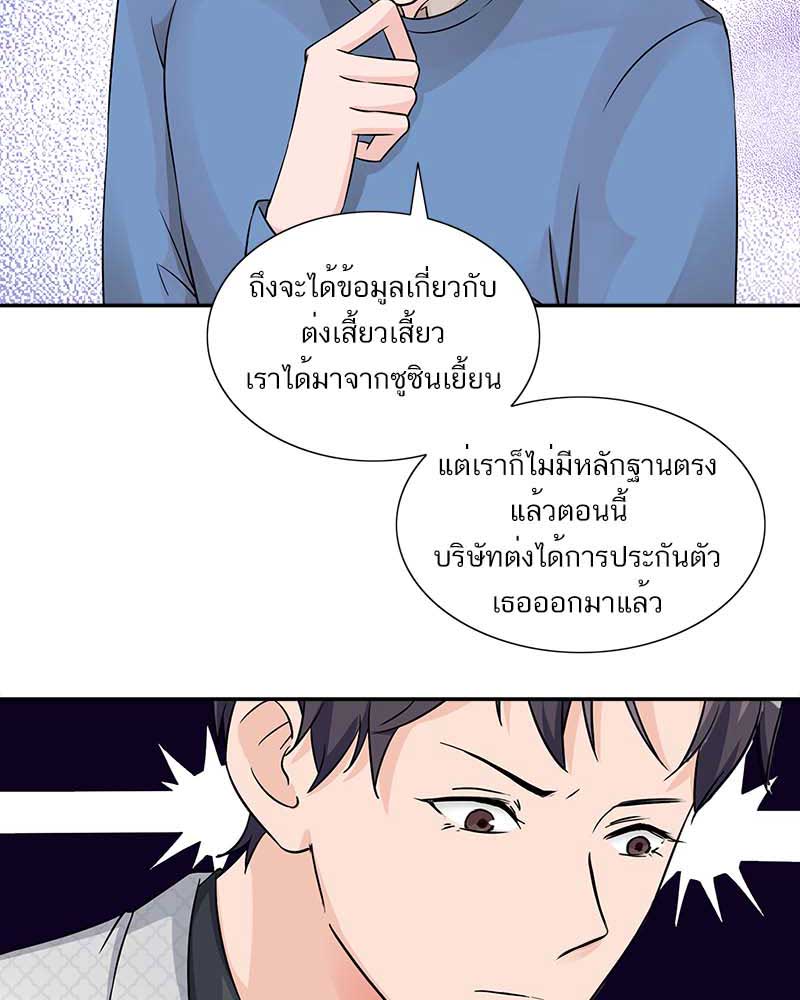 ถึงจะได้ข้อมูลเกี่ยวกับ
ต่งเสี้ยวเสี้ยว
เราได้มาจากซูซินเยี้ยน
แต่เราก็ไม่มีหลักฐานตรง
แล้วตอนนี้
บริษัทต่งได้การประกันตัว
เธอออกมาแล้ว